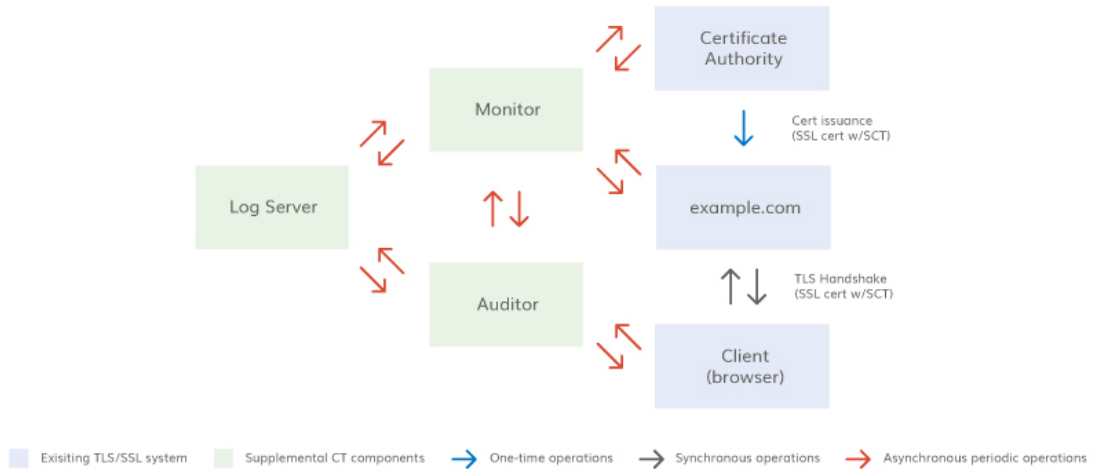 Certificate
Authority
Monitor
Cert issuance
(SSL cert w/SCT)
Log Server
example.com
TLS Handshake
(SSL cert w/SCT)
Auditor
Client
(browser)
Exisiting TLS/SSL system
Supplemental CT components
One-time operations
Synchronous operations
Asynchronous periodic operations